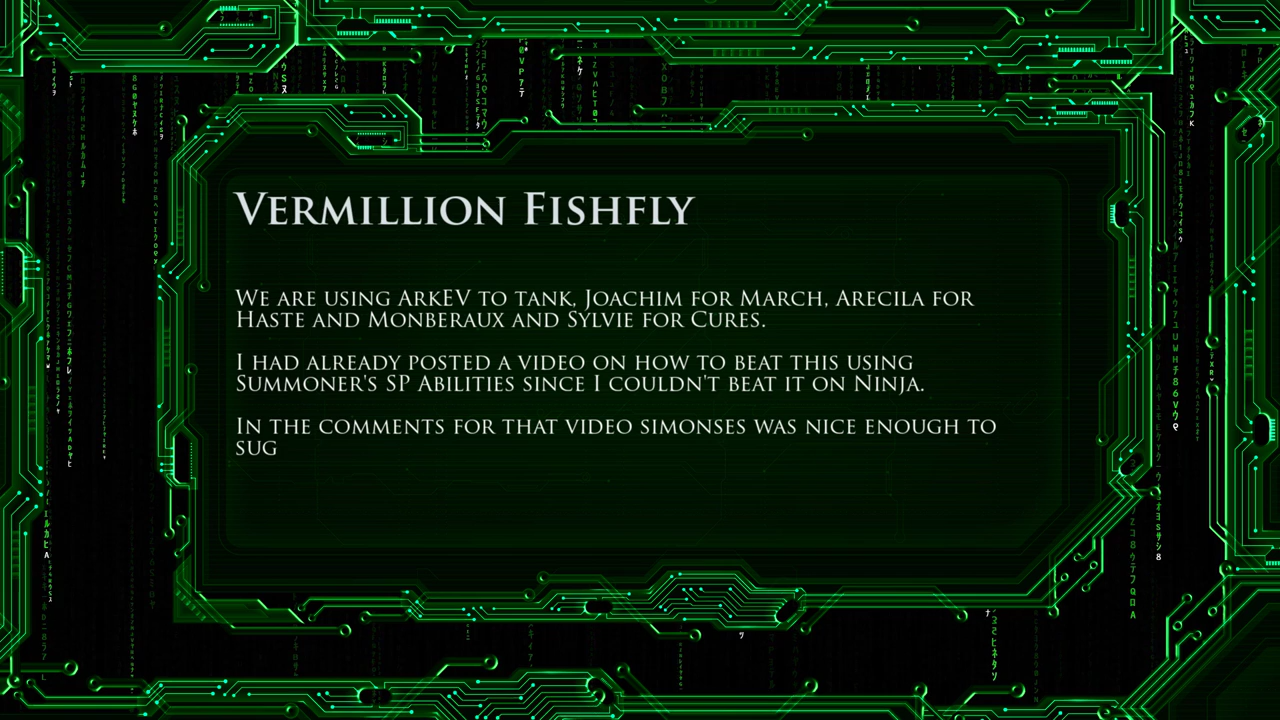 Vermillion Fishfly
We are using ArkEV to tank, Joachim for March, Arecila for
Haste and Monberaux and Sylvie for Cures.
I had already posted a video on how to beat this using
Summoner's SP Abilities since I couldn't beat it on Ninja.
In the comments for that video simonses was nice enough to
sug